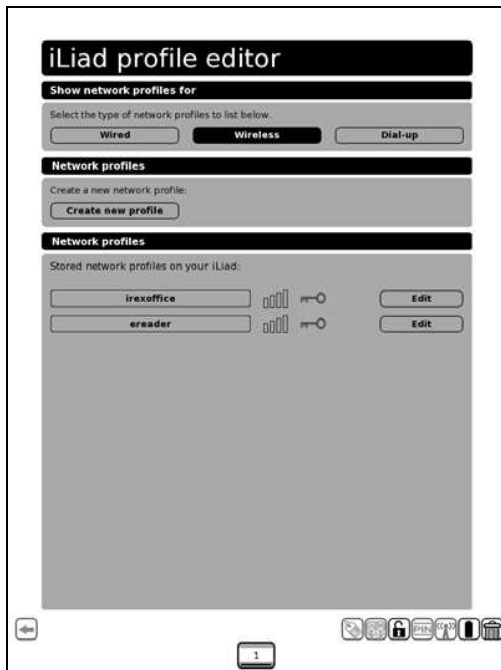 iLiad profile editor
Show network profiles for
Select the type of network profiles to list below.
Wired Wireless Dial-up
Network profiles
Create a new network profile:
Create new profile
Network profiles
Stored network profiles on your iLiad:
irexoffice Edit
ereader Edit
PIN
1